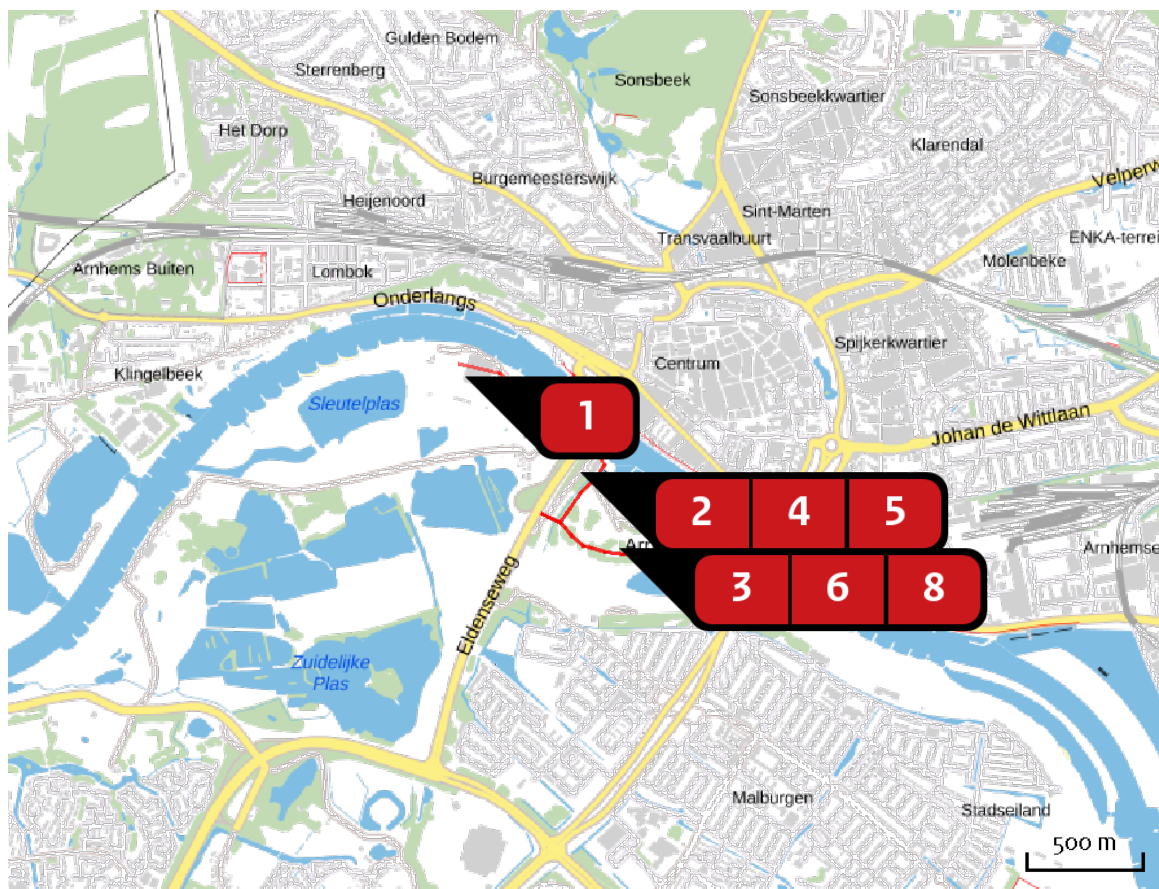 Gulden Bodem
Sterrenberg
Sonsbeek
Sonsbeekkwartier
Het Dorp
Klarendal
Burgemeesterswijk
Velperw
Heijenoord
Sint-Marten
Transvaalbuurt
ENKA-terrei
Arnhems Buiten
Lombok
Molenbeke
Onderlangs
Spijkerkwartier
Centrum
Klingelbeek
Sleutelplas
1
Johan de Wittlaan
2 4 5
Arnhemse
3 6 8
Eldenseweg
Zuidelijke
Plas
Malburgen
Stadseiland
500 m